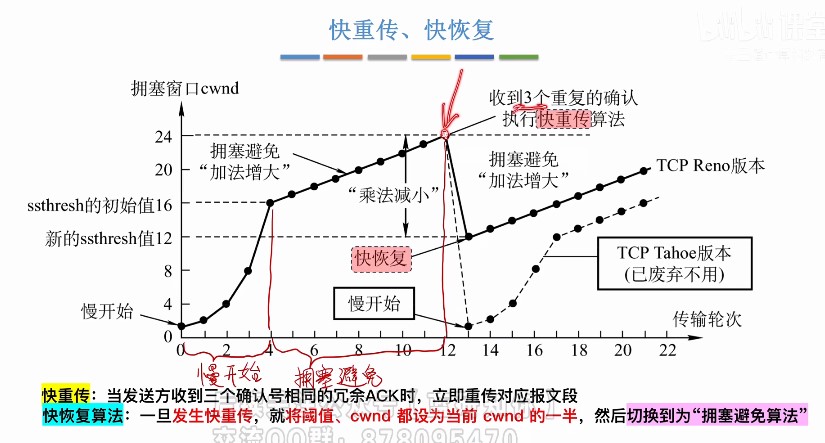 快重传、快恢复
拥塞窗口cwnd
收到3个重复的确认
执行快重传算法
24
拥塞避免
“加法增大”
拥塞避免
“加法增大”
20
TCP Reno版本
“乘法减小”
ssthresh的初始值16
新的ssthresh值12
快恢复
TCP Tahoe版本
(已废弃不用)
8
慢开始
4
慢开始
传输轮次
0
0 2 4 6 8 10 12 14 16 18 20 22
慢开始 拥塞避免
快重传：当发送方收到三个确认号相同的冗余ACK时，立即重传对应报文段
快恢复算法：一旦发生快重传，就将阈值、cwnd 都设为当前 cwnd 的一半，然后切换到为“拥塞避免算法”
交流QQ群：878095470